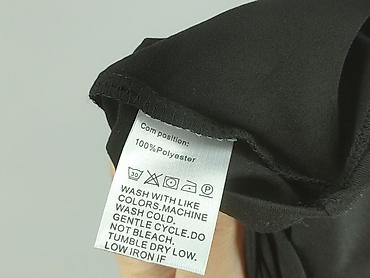 Com position:
100%Polyester
30 P
WASH WITH LIKE
COLORS.MACHINE
WASH COLD.
GENTLE CYCLE.DO
NOT BLEACH.
TUMBLE DRY LOW.
LOW IRON IF